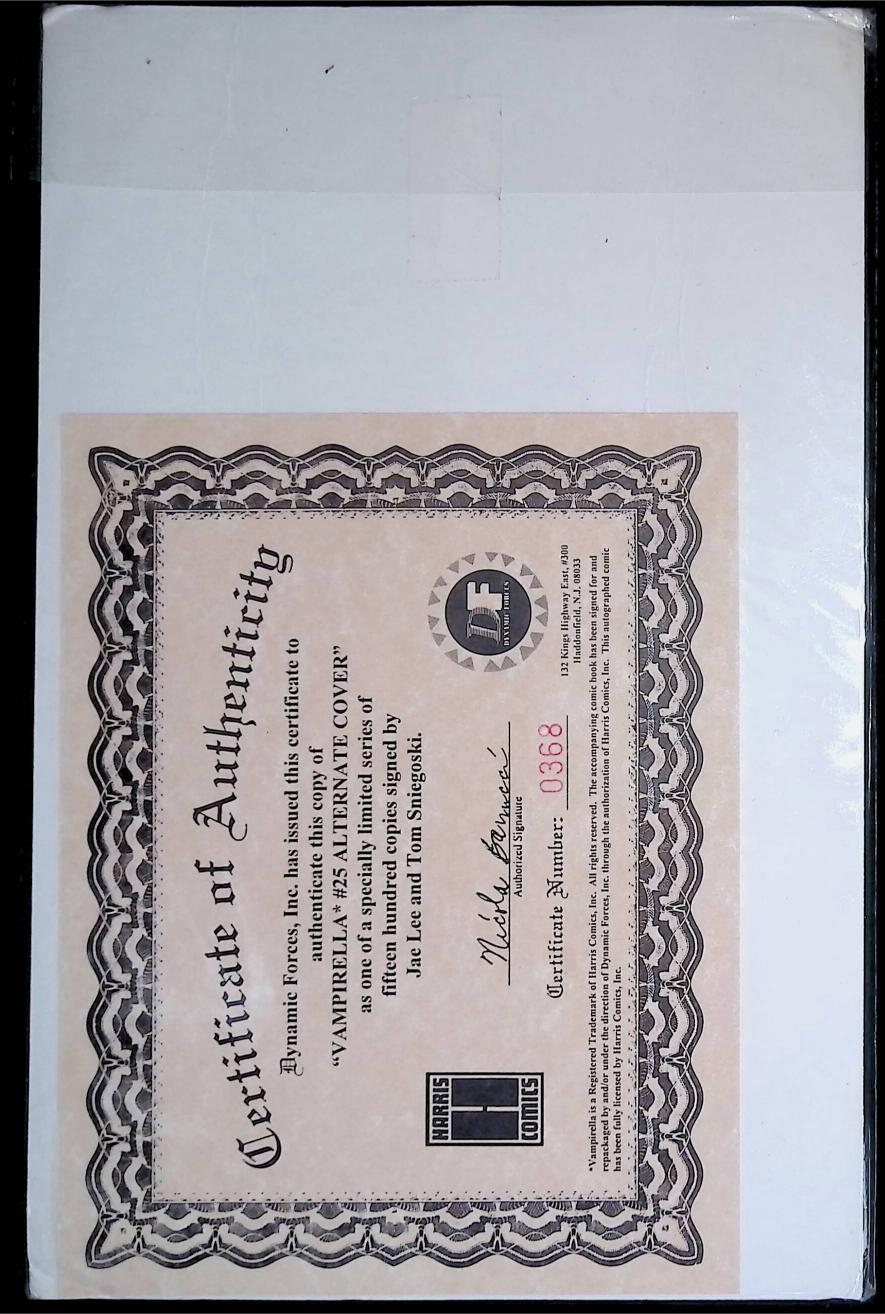 Certificate of Authenticity
Dynamic Forces, Inc. has issued this certificate to
authenticate this copy of
“VAMPIRELLA* #25 ALTERNATE COVER”
as one of a specially limited series of
fifteen hundred copies signed by
Jae Lee and Tom Sniegoski.
HARRIS
COMICS
Nicola Barrucci
Authorized Signature
Certificate Number: 0368
DF
DYNAMIC FORCES
132 Kings Highway East, #300
Haddonfield, N.J. 08033
*Vampirella is a Registered Trademark of Harris Comics, Inc. All rights reserved. The accompanying comic book has been signed for and
repackaged by and/or under the direction of Dynamic Forces, Inc. through the authorization of Harris Comics, Inc. This autographed comic
has been fully licensed by Harris Comics, Inc.